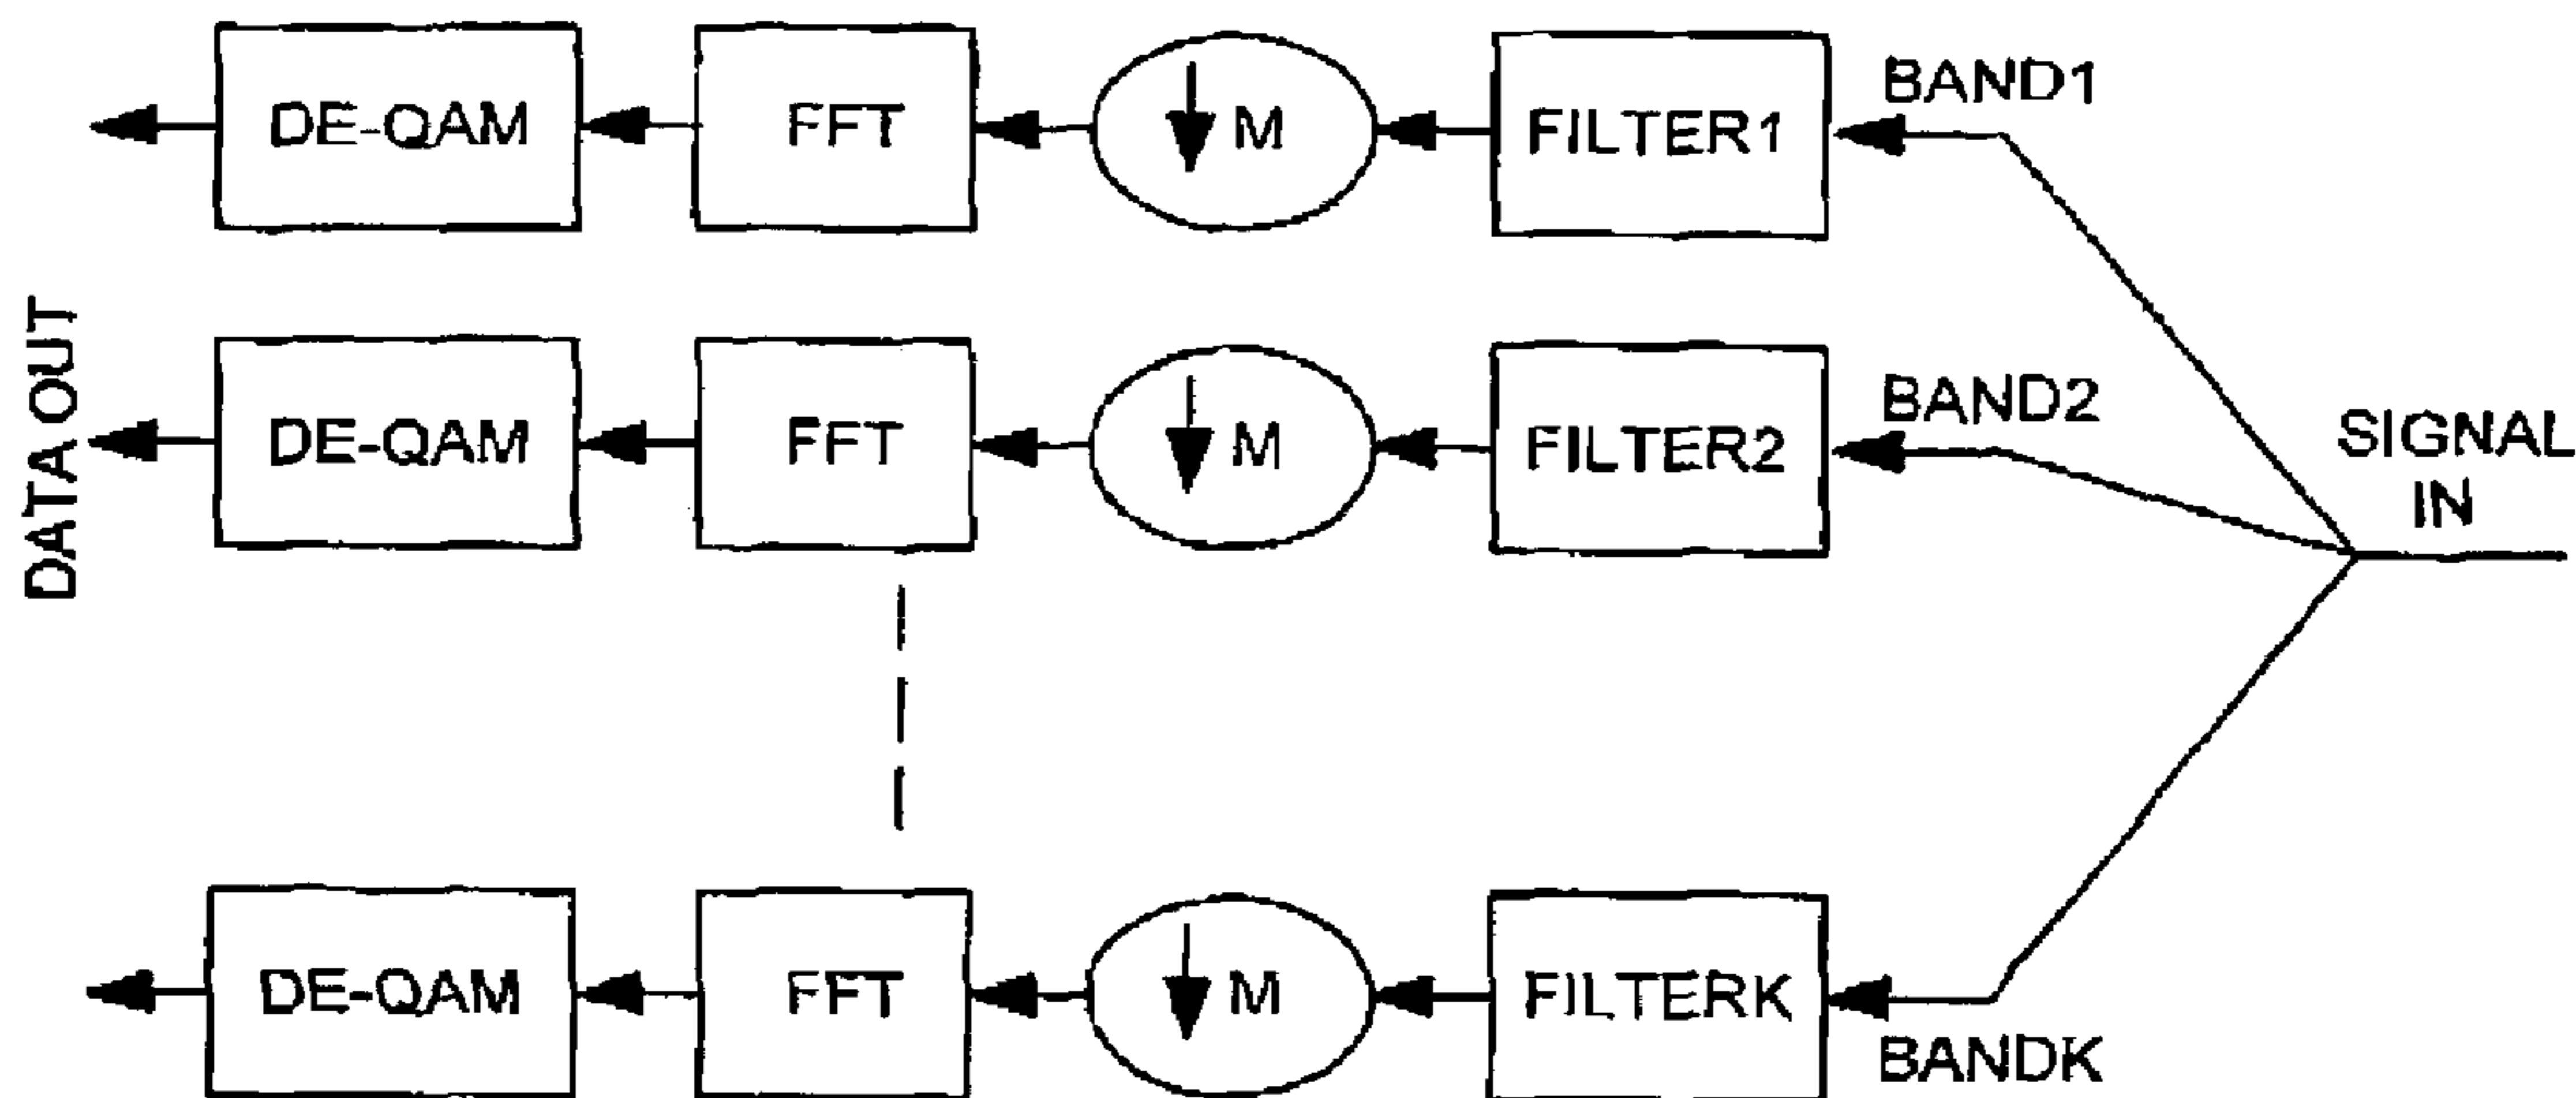 DE-QAM FFT ↓ M FILTER1 BAND1
DATA OUT
DE-QAM FFT ↓ M FILTER2 BAND2
SIGNAL
IN
DE-QAM FFT ↓ M FILTERK BANDK